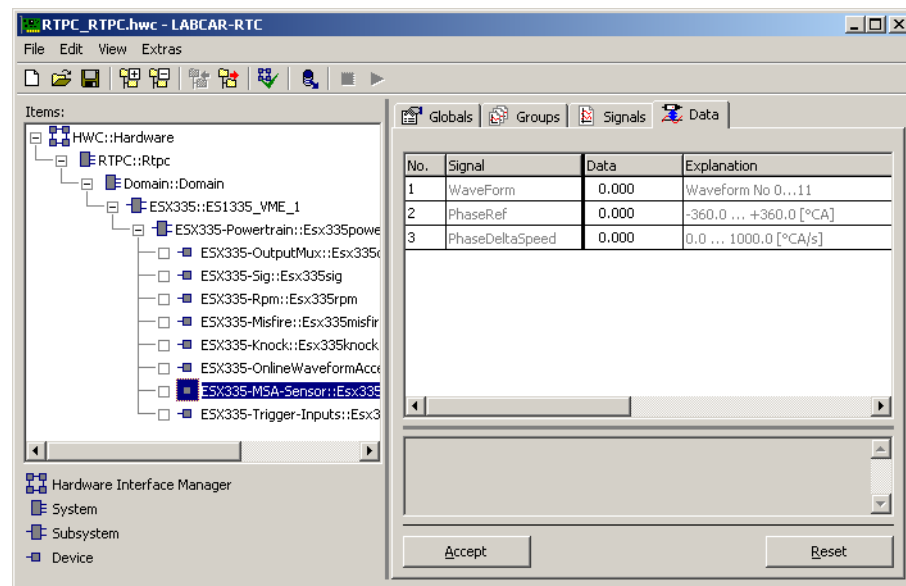 RTPC_RTPC.hwc - LABCAR-RTC
File Edit View Extras
Items:
HWC::Hardware
RTPC::Rtpc
Domain::Domain
ESX335::ES1335_VME_1
ESX335-Powertrain::Esx335powe
ESX335-OutputMux::Esx335c
ESX335-Sig::Esx335sig
ESX335-Rpm::Esx335rpm
ESX335-Misfire::Esx335misfir
ESX335-Knock::Esx335knock
ESX335-OnlineWaveformAcce
ESX335-MSA-Sensor::Esx335
ESX335-Trigger-Inputs::Esx3
Hardware Interface Manager
System
Subsystem
Device
Globals Groups Signals Data
No. Signal Data Explanation
1 WaveForm 0.000 Waveform No 0...11
2 PhaseRef 0.000 -360.0 ... +360.0 [°CA]
3 PhaseDeltaSpeed 0.000 0.0 ... 1000.0 [°CA/s]
Accept Reset